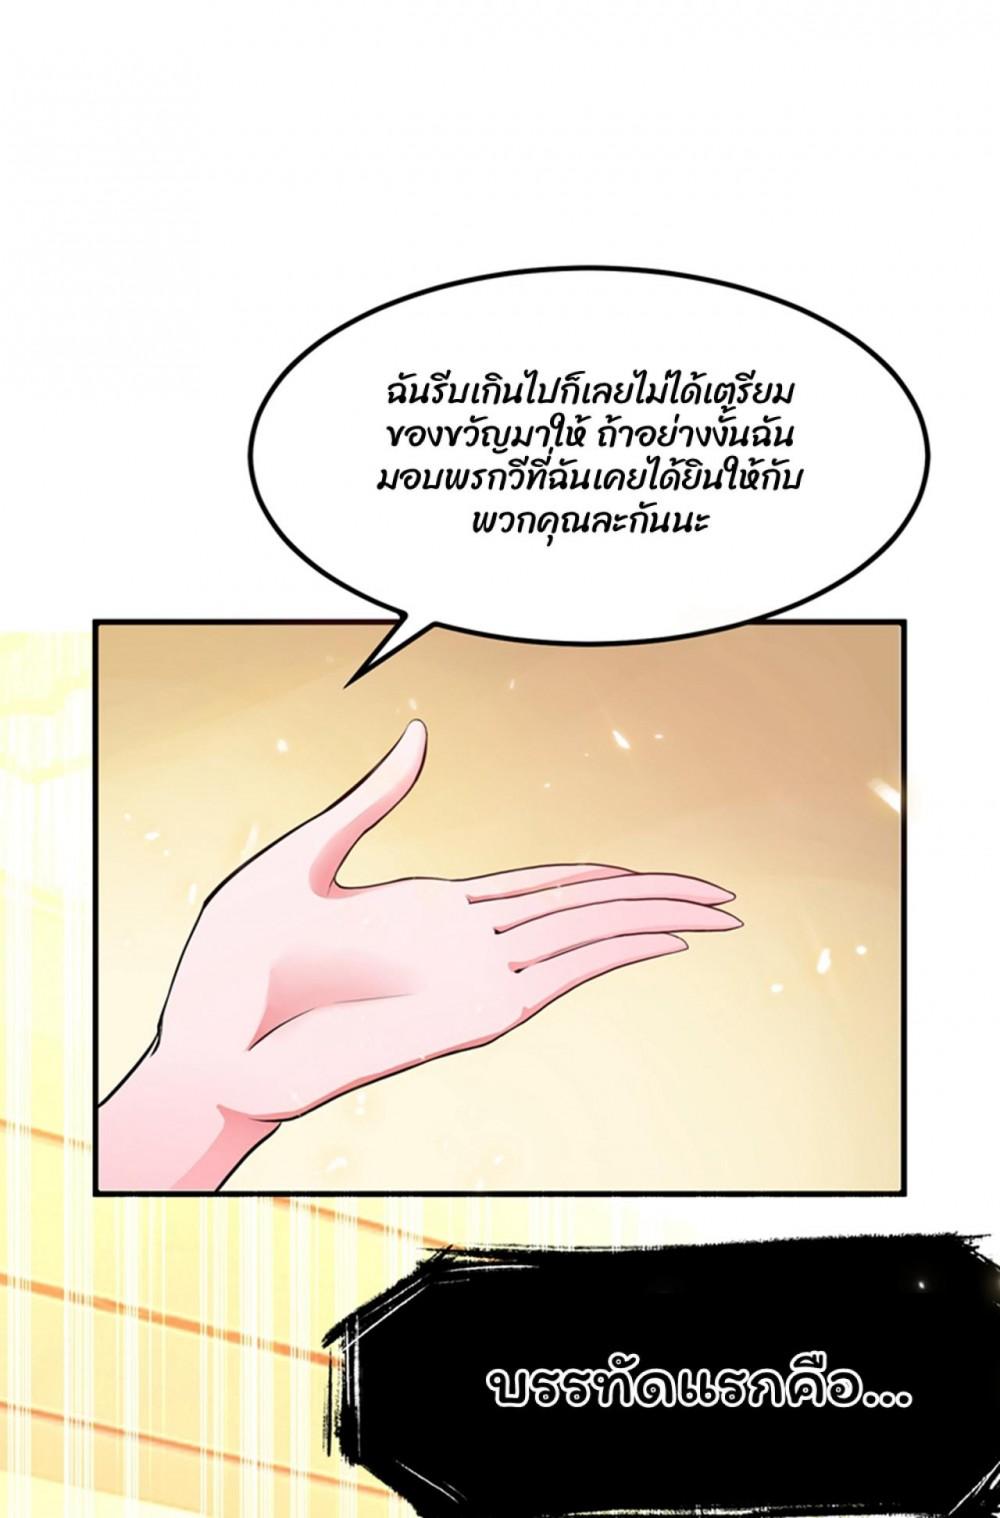 ฉันรีบเกินไปก็เลยไม่ได้เตรียม
ของขวัญมาให้ ถ้าอย่างงั้นฉัน
มอบพรกวีที่ฉันเคยได้ยินให้กับ
พวกคุณละกันนะ
บรรทัดแรกคือ...